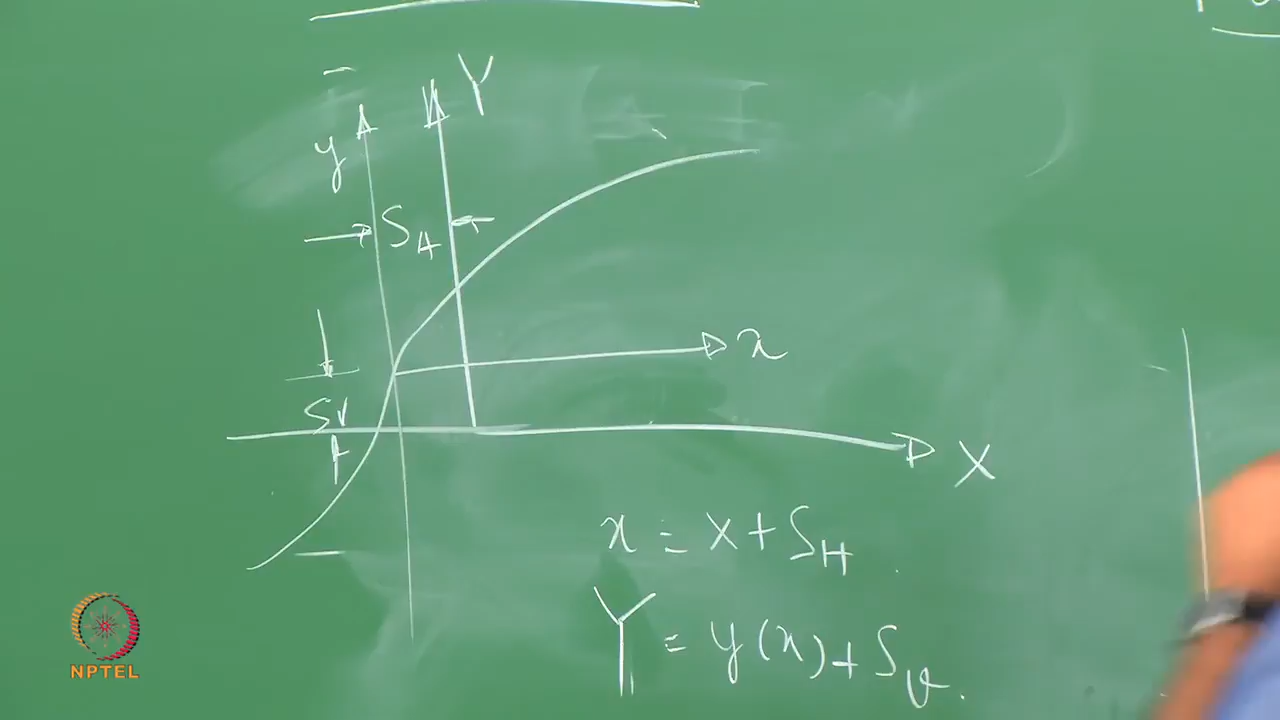 Y
y
S_H
x
S_V
X
x = X + S_H
Y = y(x) + S_v.
NPTEL